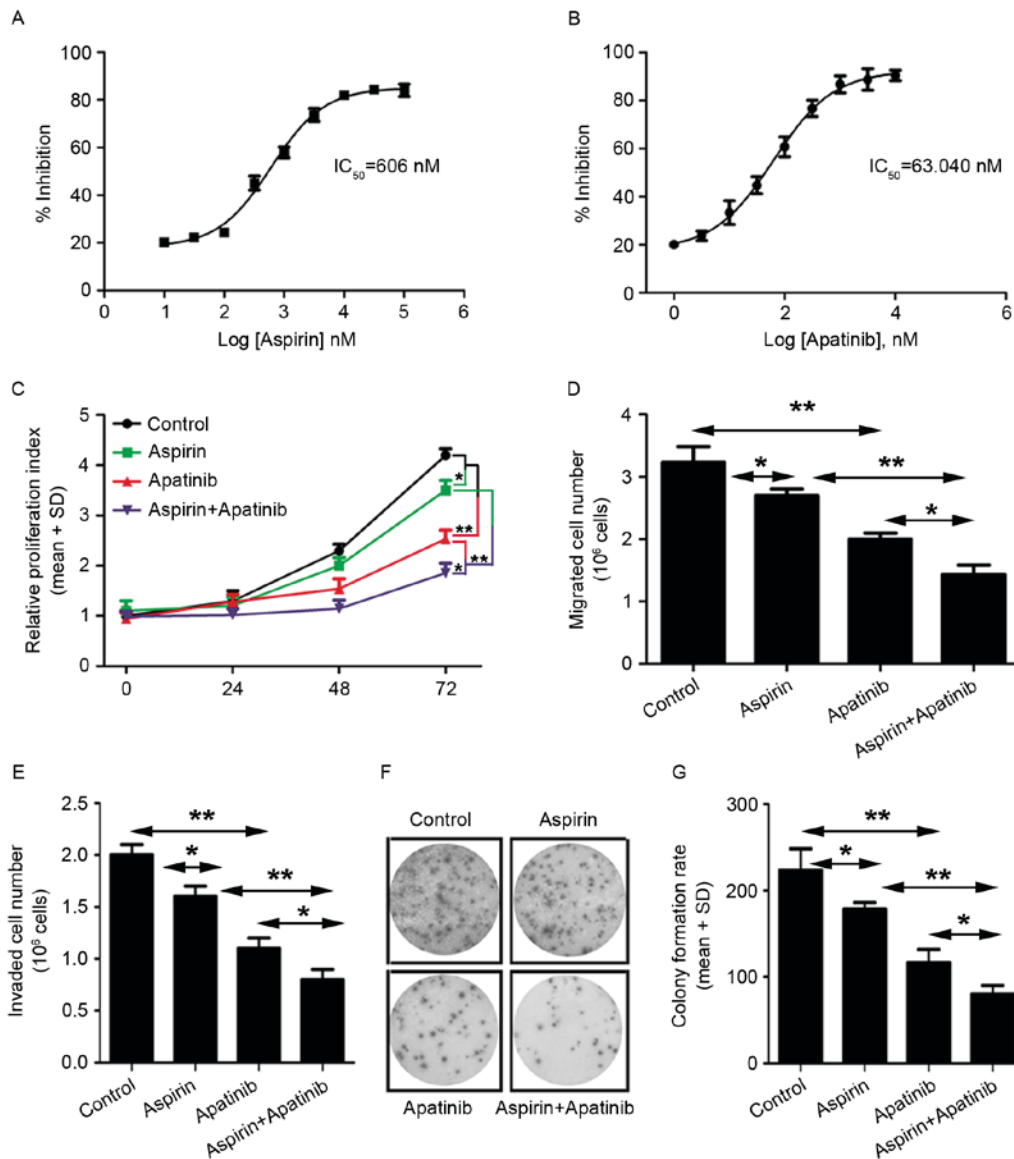 A
100
80
60
40
20
0
% Inhibition
IC50=606 nM
0 1 2 3 4 5 6
Log [Aspirin] nM
B
100
80
60
40
20
0
% Inhibition
IC50=63.040 nM
0 2 4 6
Log [Apatinib], nM
C
5
4
3
2
1
0
Relative proliferation index
(mean + SD)
Control
Aspirin
Apatinib
Aspirin+Apatinib
*
**
*
**
0 24 48 72
D
4
3
2
1
0
Migrated cell number
(10⁶ cells)
**
*
**
*
Control
Aspirin
Apatinib
Aspirin+Apatinib
E
2.5
2.0
1.5
1.0
0.5
0.0
Invaded cell number
(10⁶ cells)
**
*
**
*
Control
Aspirin
Apatinib
Aspirin+Apatinib
F
Control Aspirin
Apatinib Aspirin+Apatinib
G
300
200
100
0
Colony formation rate
(mean + SD)
**
*
**
*
Control
Aspirin
Apatinib
Aspirin+Apatinib